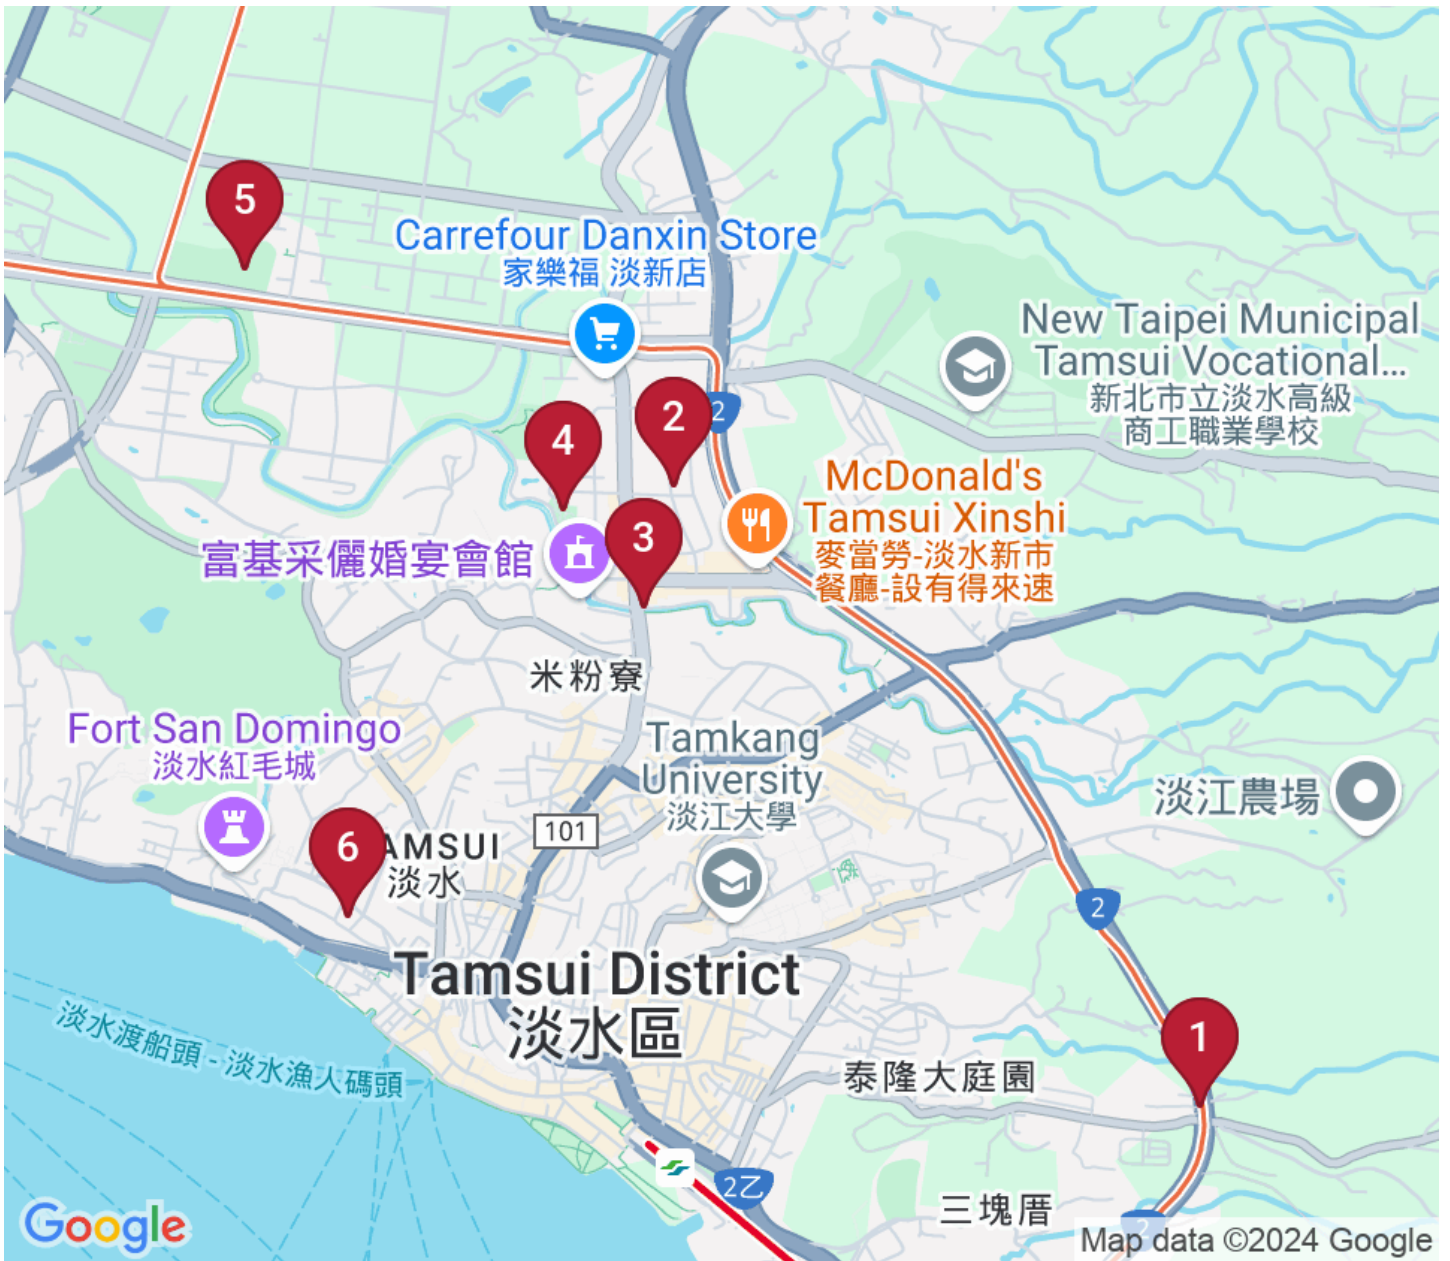 5
Carrefour Danxin Store
家樂福 淡新店
New Taipei Municipal
Tamsui Vocational...
新北市立淡水高級
商工職業學校
2
2
4
McDonald's
Tamsui Xinshi
麥當勞-淡水新市
餐廳-設有得來速
3
富基采儷婚宴會館
米粉寮
Fort San Domingo
淡水紅毛城
Tamkang
University
淡江大學
淡江農場
101
6
AMSUI
淡水
2
Tamsui District
淡水區
淡水渡船頭 - 淡水漁人碼頭
1
泰隆大庭園
2乙
三塊厝
2
Google
Map data ©2024 Google